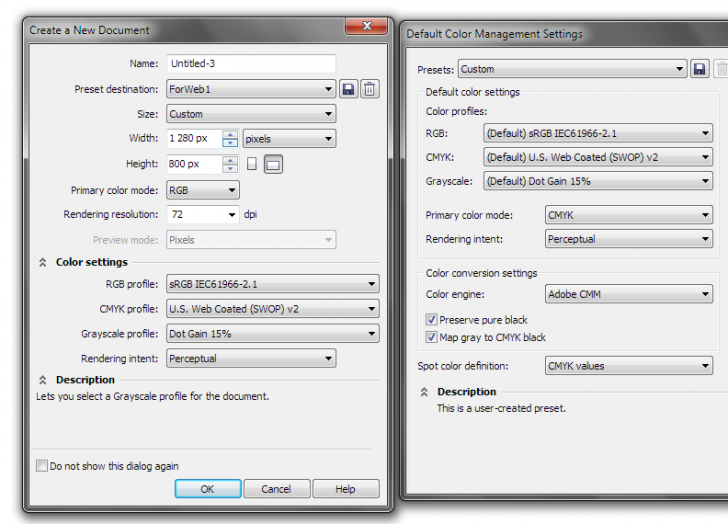 Create a New Document
Name: Untitled-3
Preset destination: ForWeb1
Size: Custom
Width: 1 280 px pixels
Height: 800 px
Primary color mode: RGB
Rendering resolution: 72 dpi
Preview mode: Pixels
Color settings
RGB profile: sRGB IEC61966-2.1
CMYK profile: U.S. Web Coated (SWOP) v2
Grayscale profile: Dot Gain 15%
Rendering intent: Perceptual
Description
Lets you select a Grayscale profile for the document.
Do not show this dialog again
OK Cancel Help
Default Color Management Settings
Presets: Custom
Default color settings
Color profiles:
RGB: (Default) sRGB IEC61966-2.1
CMYK: (Default) U.S. Web Coated (SWOP) v2
Grayscale: (Default) Dot Gain 15%
Primary color mode: CMYK
Rendering intent: Perceptual
Color conversion settings
Color engine: Adobe CMM
Preserve pure black
Map gray to CMYK black
Spot color definition: CMYK values
Description
This is a user-created preset.